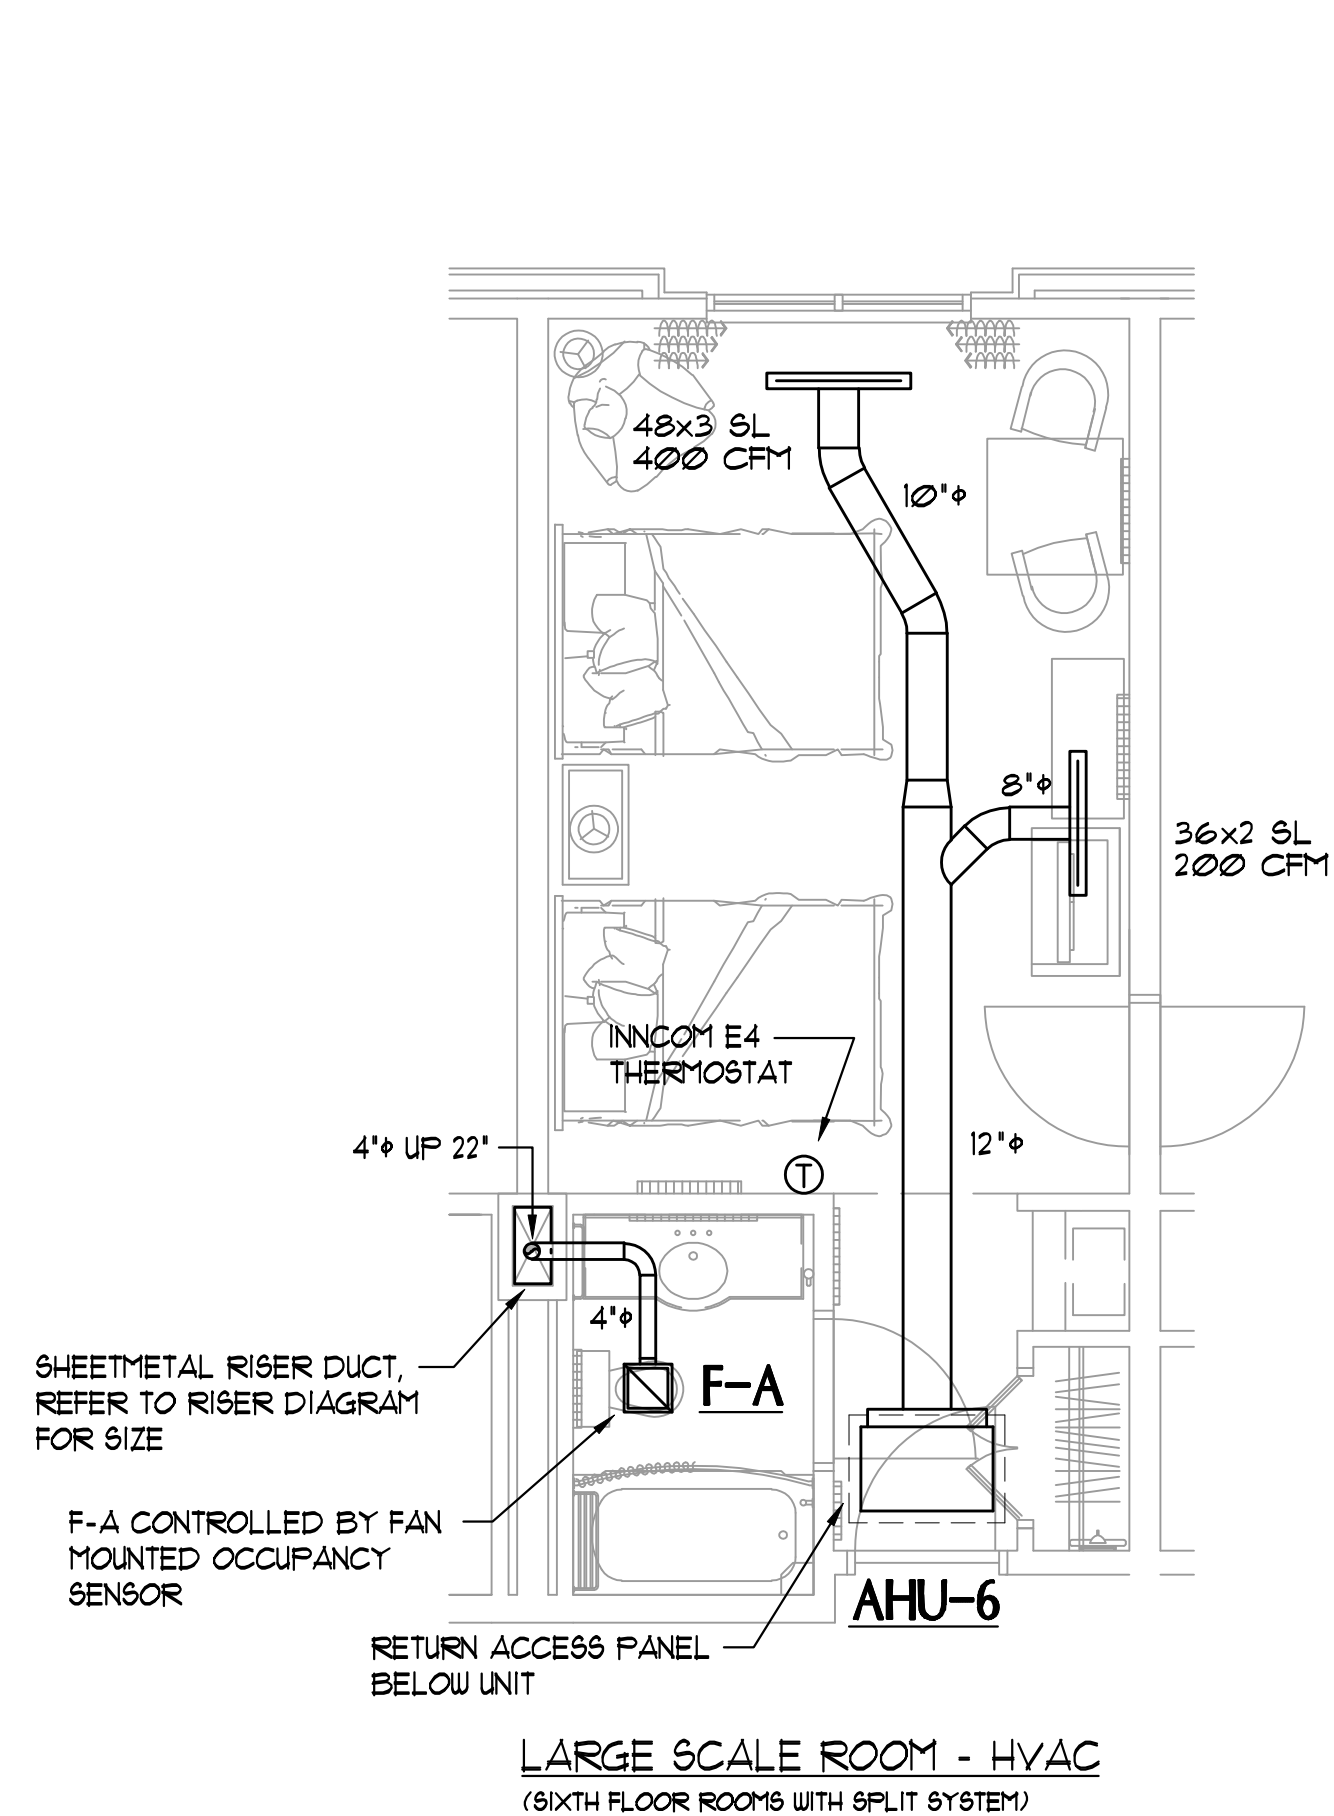 48x3 SL
400 CFM
10"ϕ
8"ϕ
36x2 SL
200 CFM
INNCOM E4
THERMOSTAT
4"ϕ UP 22"
12"ϕ
T
4"ϕ
SHEETMETAL RISER DUCT,
REFER TO RISER DIAGRAM
FOR SIZE
F-A
F-A CONTROLLED BY FAN
MOUNTED OCCUPANCY
SENSOR
AHU-6
RETURN ACCESS PANEL
BELOW UNIT
LARGE SCALE ROOM - HVAC
(SIXTH FLOOR ROOMS WITH SPLIT SYSTEM)